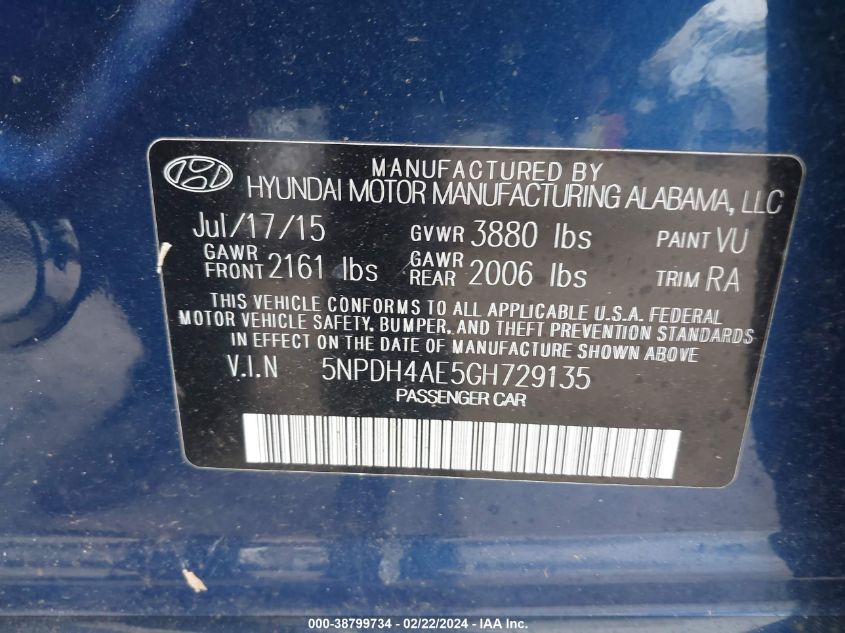 MANUFACTURED BY
HYUNDAI MOTOR MANUFACTURING ALABAMA, LLC
Jul/17/15 GVWR 3880 lbs PAINT VU
GAWR FRONT 2161 lbs GAWR REAR 2006 lbs TRIM RA
THIS VEHICLE CONFORMS TO ALL APPLICABLE U.S.A. FEDERAL
MOTOR VEHICLE SAFETY, BUMPER, AND THEFT PREVENTION STANDARDS
IN EFFECT ON THE DATE OF MANUFACTURE SHOWN ABOVE
V.I.N 5NPDH4AE5GH729135
PASSENGER CAR
000-38799734 - 02/22/2024 - IAA Inc.